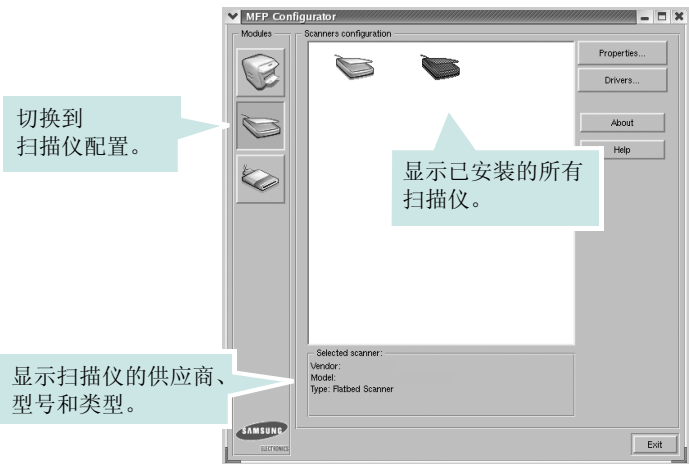 MFP Configurator
Modules
Scanners configuration
Properties...
Drivers...
About
Help
切换到
扫描仪配置。
显示已安装的所有
扫描仪。
Selected scanner:
Vendor:
Model:
Type: Flatbed Scanner
显示扫描仪的供应商、
型号和类型。
SAMSUNG
ELECTRONICS
Exit